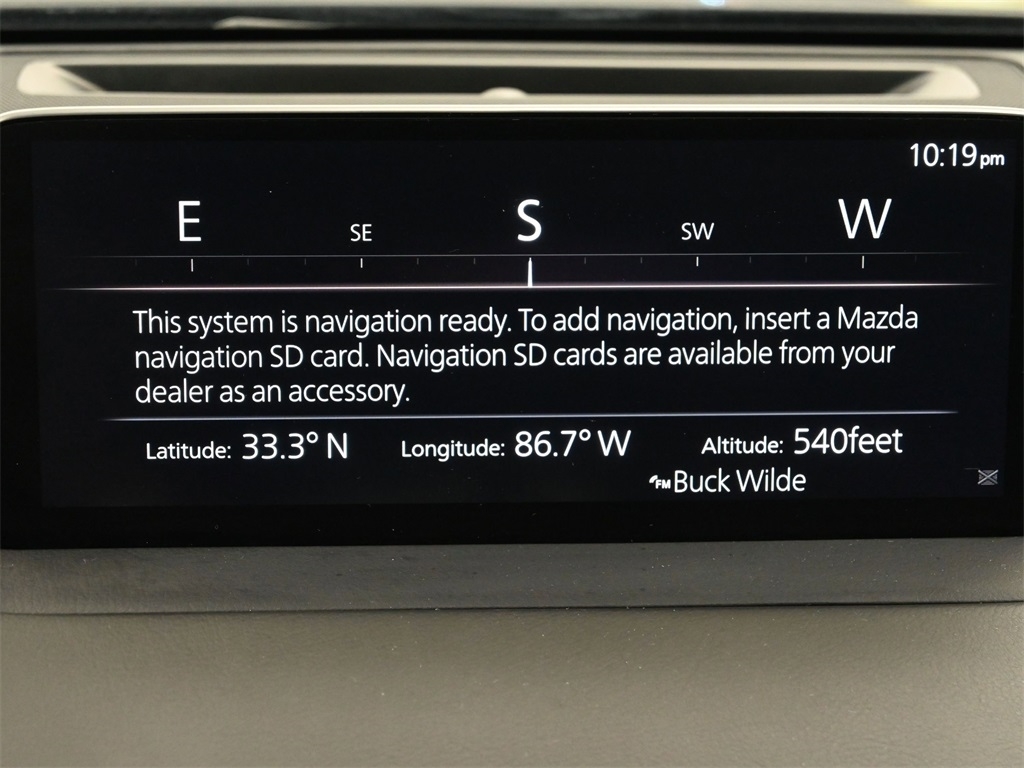 10:19pm
E SE S SW W
This system is navigation ready. To add navigation, insert a Mazda
navigation SD card. Navigation SD cards are available from your
dealer as an accessory.
Latitude: 33.3° N Longitude: 86.7° W Altitude: 540feet
FM Buck Wilde